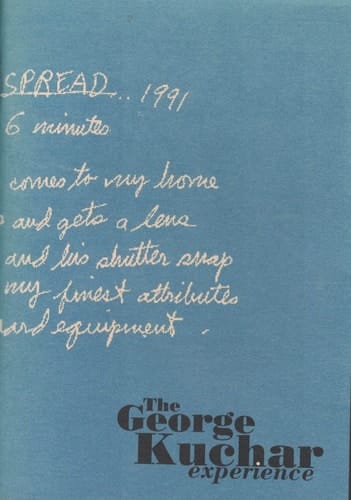 SPREAD... 1991
6 minutes
comes to my home
and gets a lens
and his shutter snap
my finest attributes
equipment.
The
George
Kuchar
experience